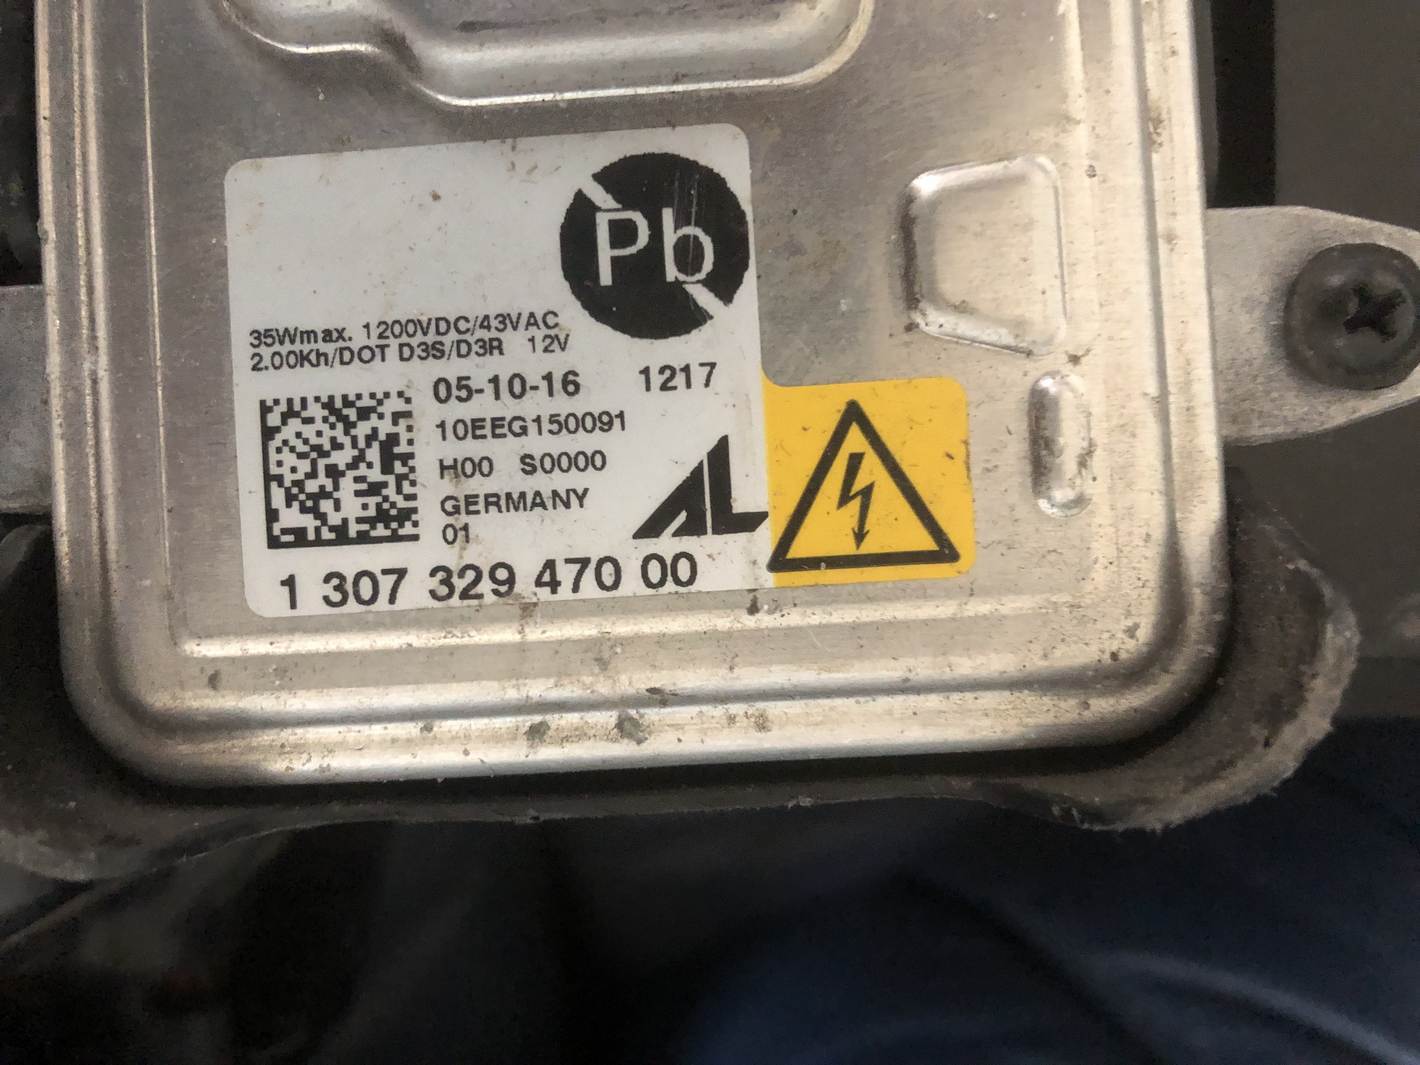 Pb
35Wmax. 1200VDC/43VAC
2.00Kh/DOT D3S/D3R 12V
05-10-16 1217
10EEG150091
H00 S0000
GERMANY
01
AL
1 307 329 470 00